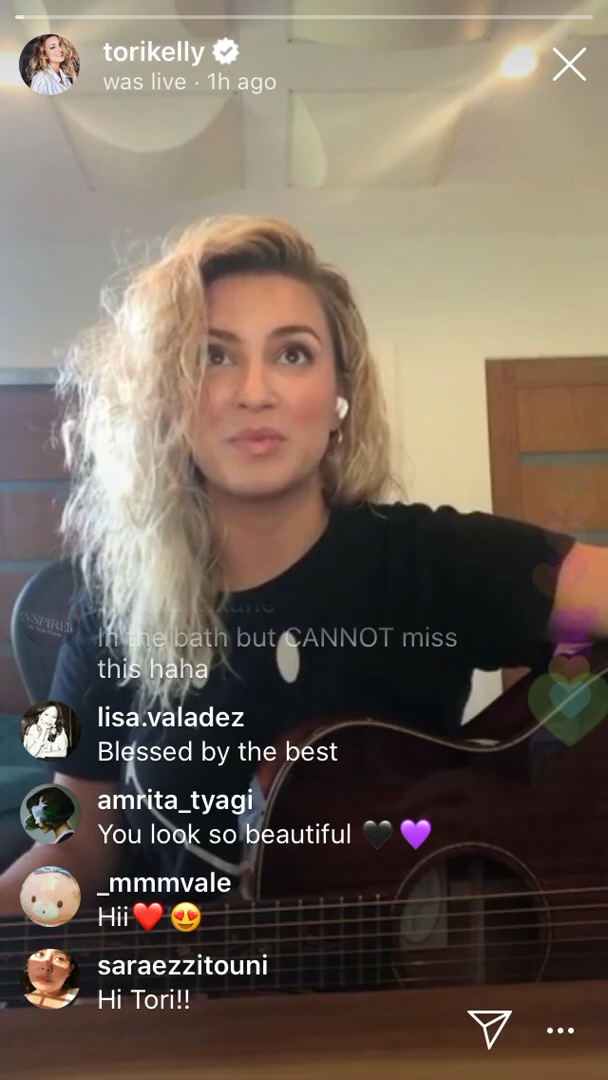 torikelly
was live · 1h ago
In the bath but CANNOT miss
this haha
lisa.valadez
Blessed by the best
amrita_tyagi
You look so beautiful 🖤💜
_mmmvale
Hii❤️😍
saraezzitouni
Hi Tori!!